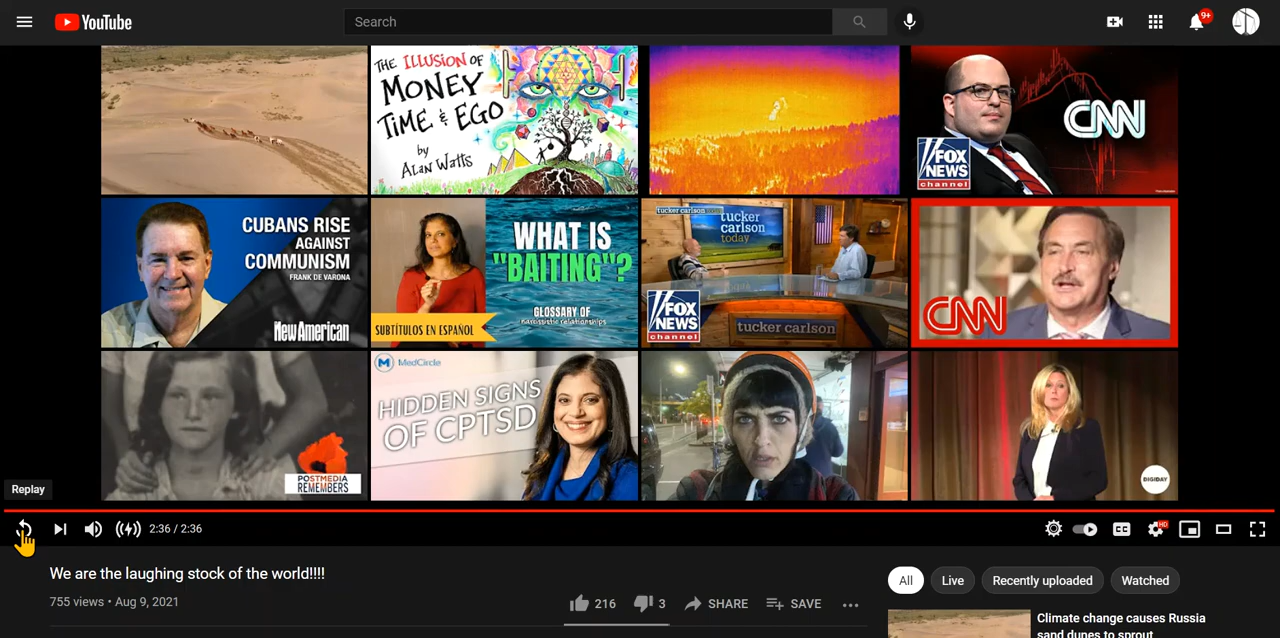 YouTube
Search
9+
THE ILLUSION OF
MONEY
TIME & EGO
by
Alan Watts
CNN
FOX
NEWS
channel
CUBANS RISE
AGAINST
COMMUNISM
FRANK DE VARONA
New American
WHAT IS
"BAITING"?
GLOSSARY OF
narcissistic relationships
SUBTÍTULOS EN ESPAÑOL
tucker carlson
tucker
carlson
today
FOX
NEWS
channel
tucker carlson
CNN
POSTMEDIA
REMEMBERS
M MedCircle
HIDDEN SIGNS
OF CPTSD
DIGIDAY
Replay
2:36 / 2:36
CC
HD
We are the laughing stock of the world!!!!
755 views • Aug 9, 2021
216
3
SHARE
SAVE
All
Live
Recently uploaded
Watched
Climate change causes Russia
sand dunes to sprout